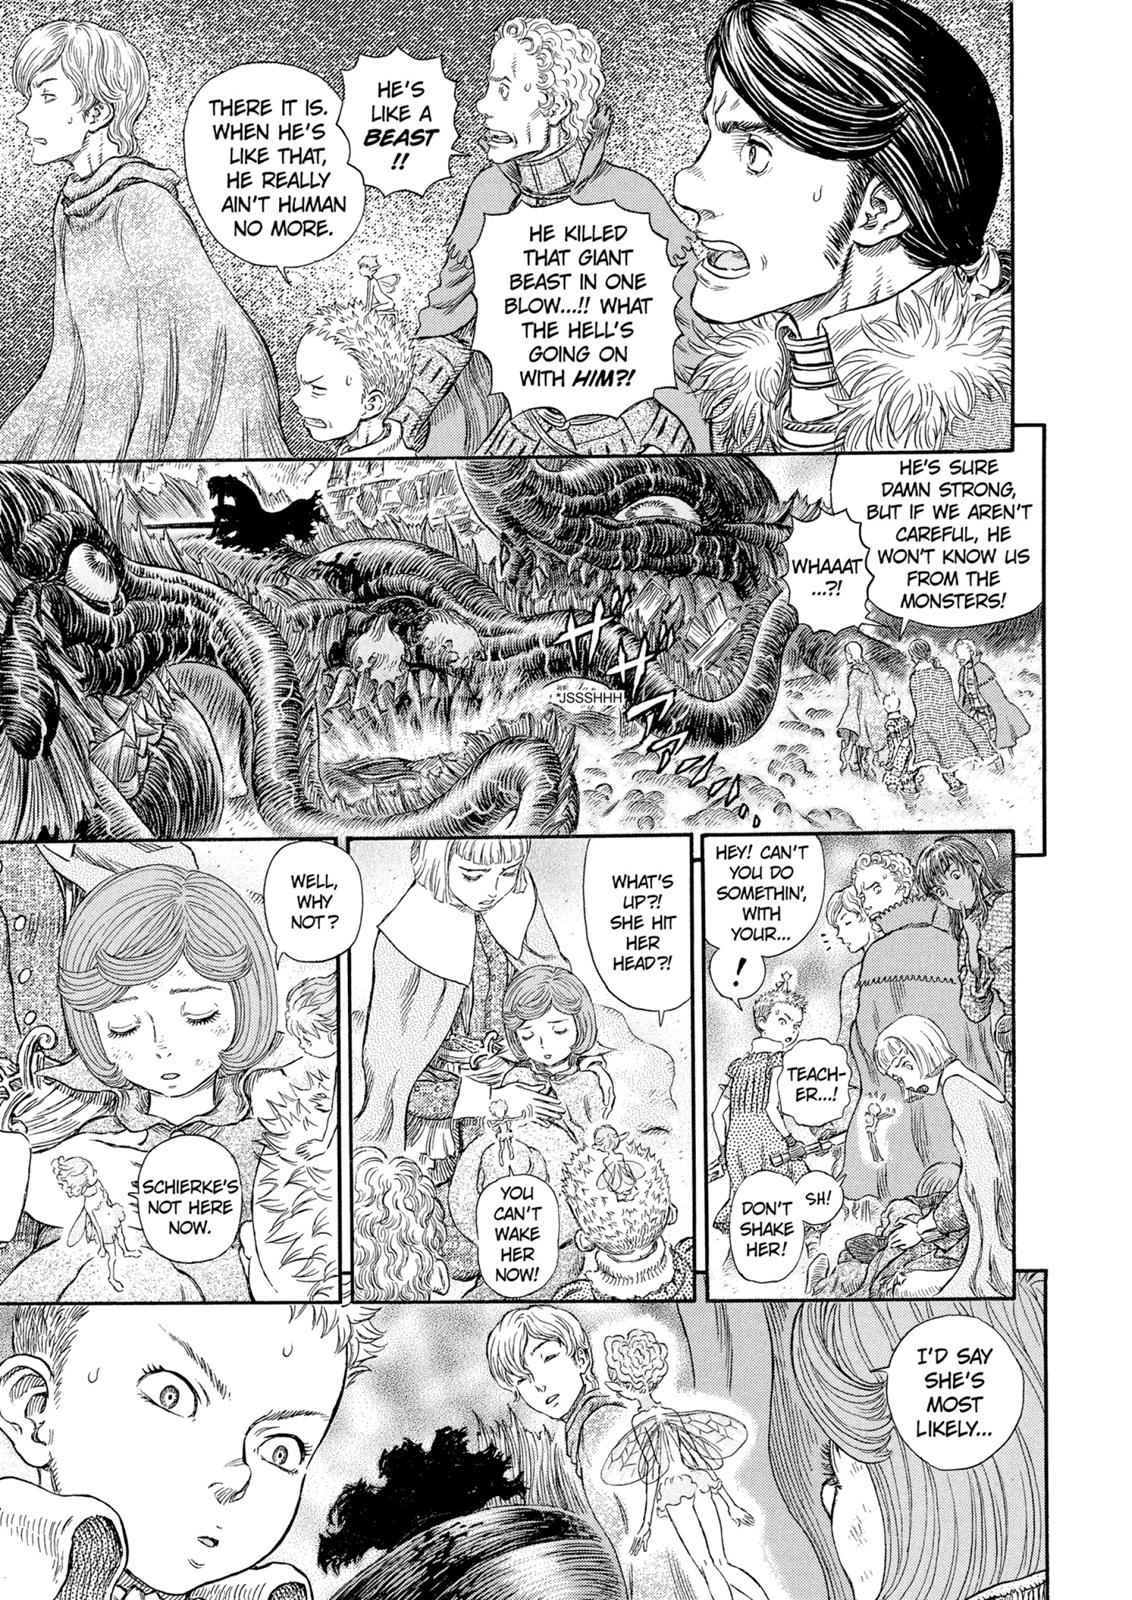 HE KILLED
THAT GIANT
BEAST IN ONE
BLOW...!! WHAT
THE HELL'S
GOING ON
WITH HIM?!
HE'S
LIKE A
BEAST
!!
THERE IT IS.
WHEN HE'S
LIKE THAT,
HE REALLY
AIN'T HUMAN
NO MORE.
HE'S SURE
DAMN STRONG,
BUT IF WE AREN'T
CAREFUL, HE
WON'T KNOW US
FROM THE
MONSTERS!
WHAAAT
...?!
JSSSHHH
HEY! CAN'T
YOU DO
SOMETHIN',
WITH
YOUR...
!
TEACH-
ER...!
SH!
DON'T
SHAKE
HER!
WHAT'S
UP?!
SHE HIT
HER
HEAD?!
YOU
CAN'T
WAKE
HER
NOW!
WELL,
WHY
NOT?
SCHIERKE'S
NOT HERE
NOW.
I'D SAY
SHE'S
MOST
LIKELY...